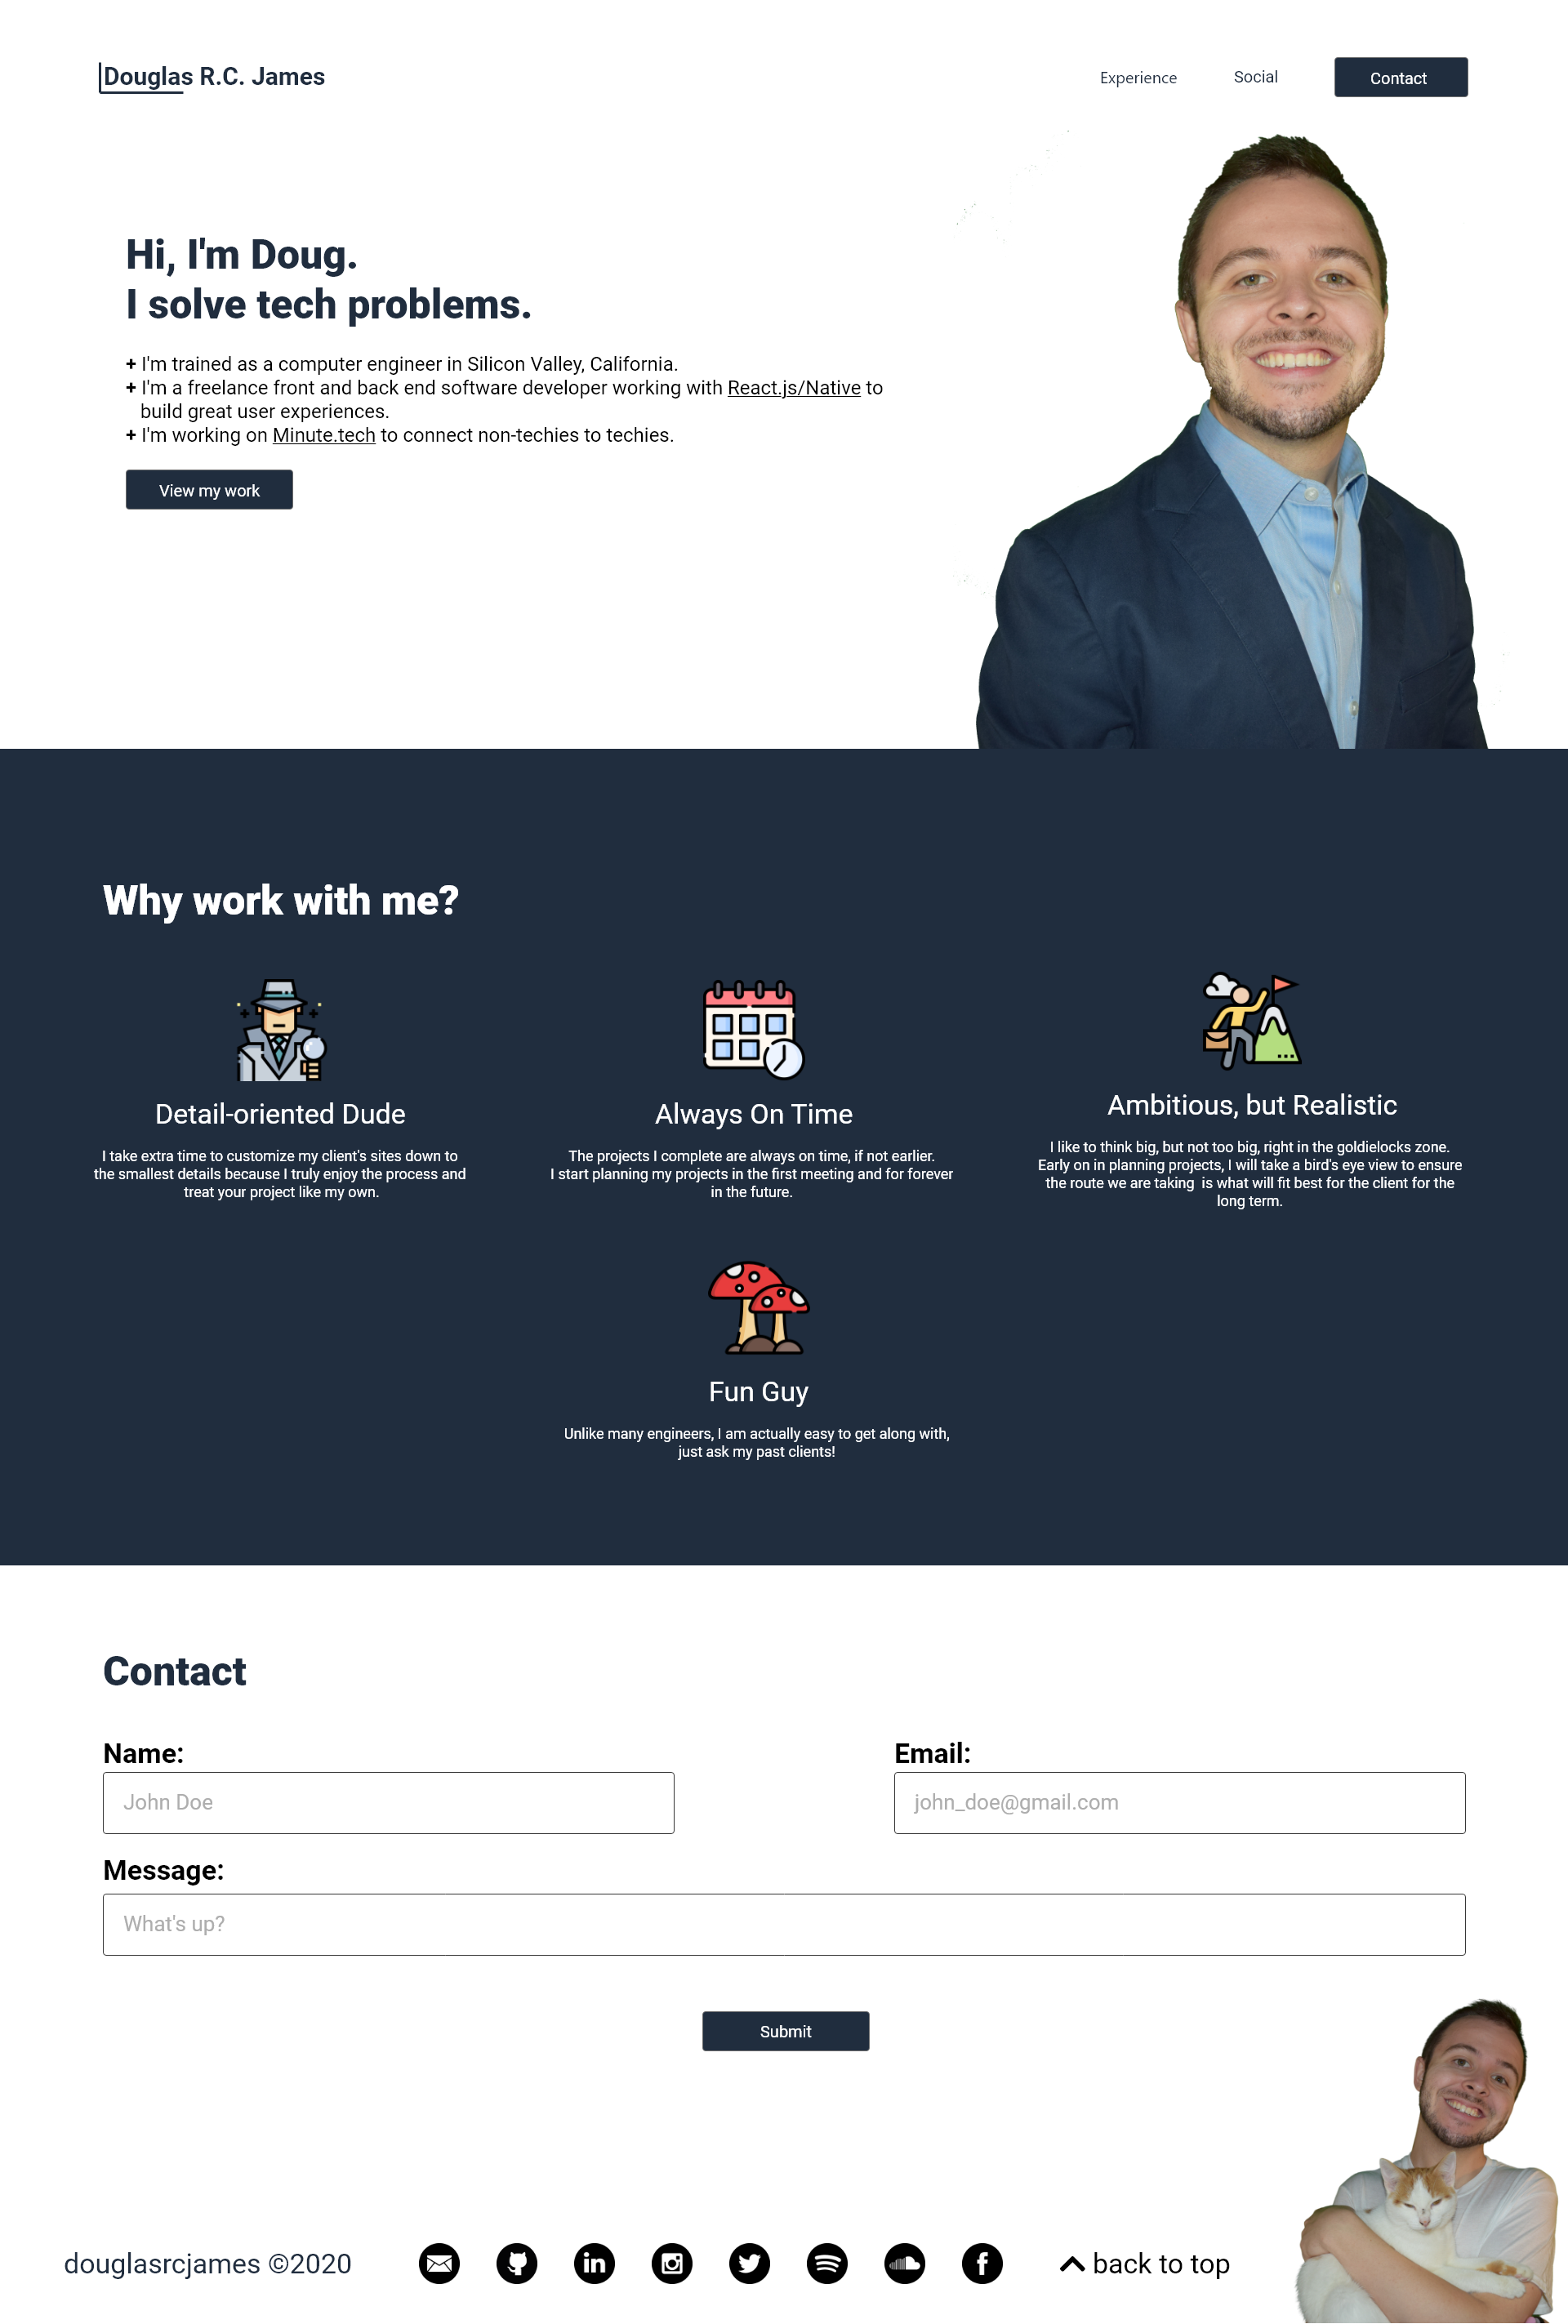 Douglas R.C. James
Experience
Social
Contact
Hi, I'm Doug.
I solve tech problems.
+ I'm trained as a computer engineer in Silicon Valley, California.
+ I'm a freelance front and back end software developer working with React.js/Native to
build great user experiences.
+ I'm working on Minute.tech to connect non-techies to techies.
View my work
Why work with me?
Detail-oriented Dude
I take extra time to customize my client's sites down to
the smallest details because I truly enjoy the process and
treat your project like my own.
Always On Time
The projects I complete are always on time, if not earlier.
I start planning my projects in the first meeting and for forever
in the future.
Ambitious, but Realistic
I like to think big, but not too big, right in the goldielocks zone.
Early on in planning projects, I will take a bird's eye view to ensure
the route we are taking  is what will fit best for the client for the
long term.
Fun Guy
Unlike many engineers, I am actually easy to get along with,
just ask my past clients!
Contact
Name:
John Doe
Email:
john_doe@gmail.com
Message:
What's up?
Submit
douglasrcjames ©2020
back to top